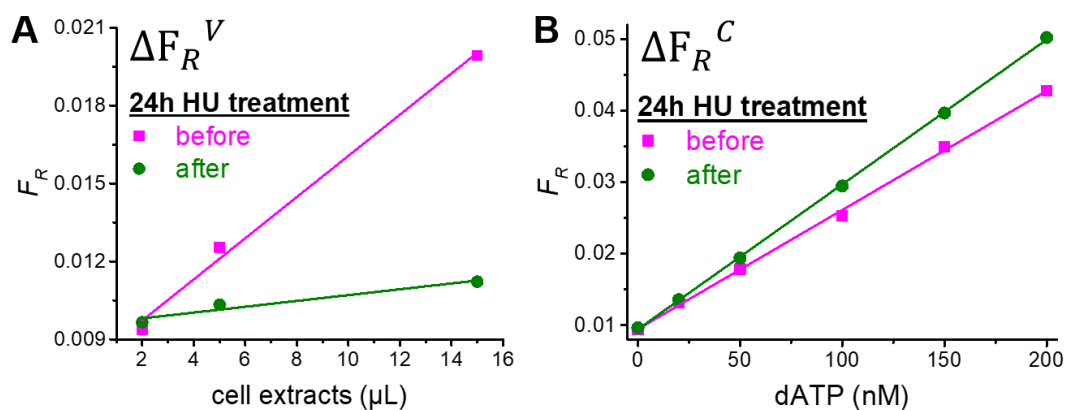 A
ΔF_R^V
24h HU treatment
before
after
F_R
0.021
0.018
0.015
0.012
0.009
2 4 6 8 10 12 14 16
cell extracts (μL)
B
ΔF_R^C
24h HU treatment
before
after
F_R
0.05
0.04
0.03
0.02
0.01
0 50 100 150 200
dATP (nM)